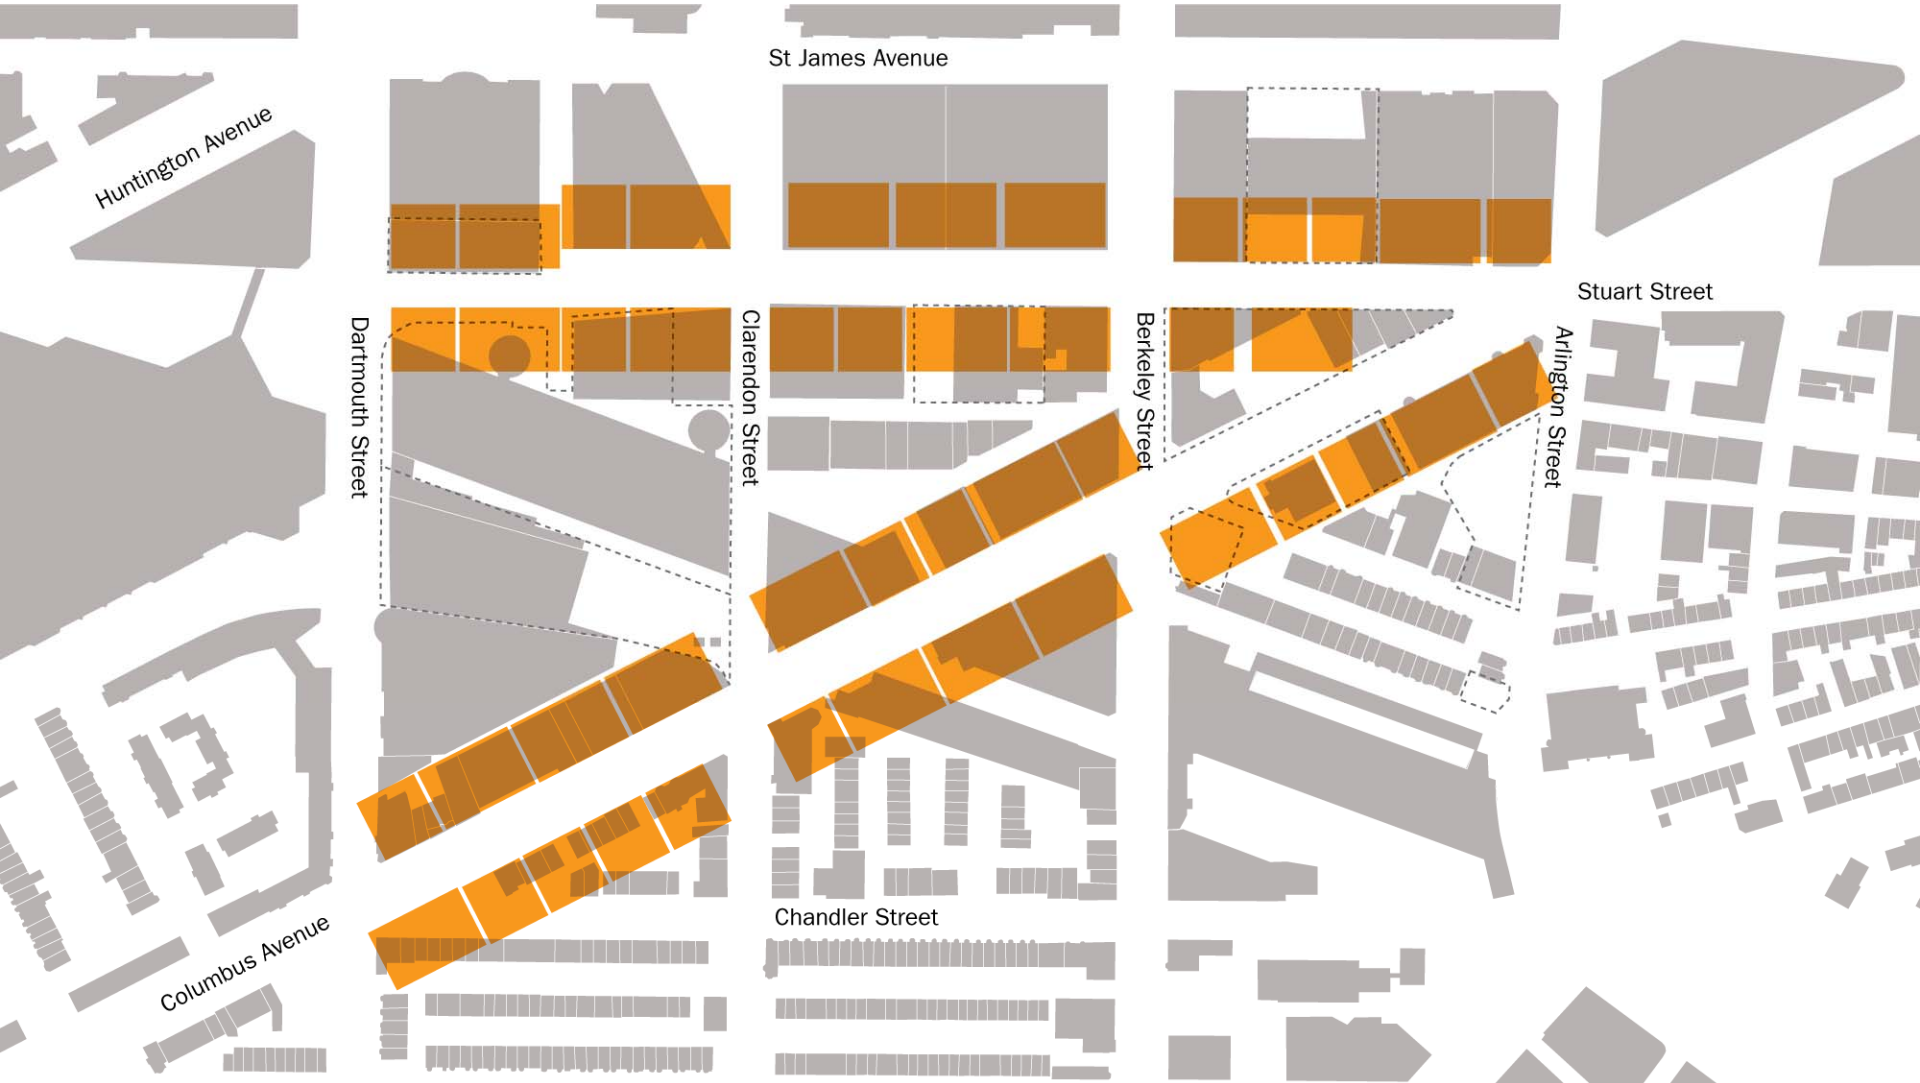 St James Avenue
Huntington Avenue
Stuart Street
Dartmouth Street
Clarendon Street
Berkeley Street
Arlington Street
Chandler Street
Columbus Avenue